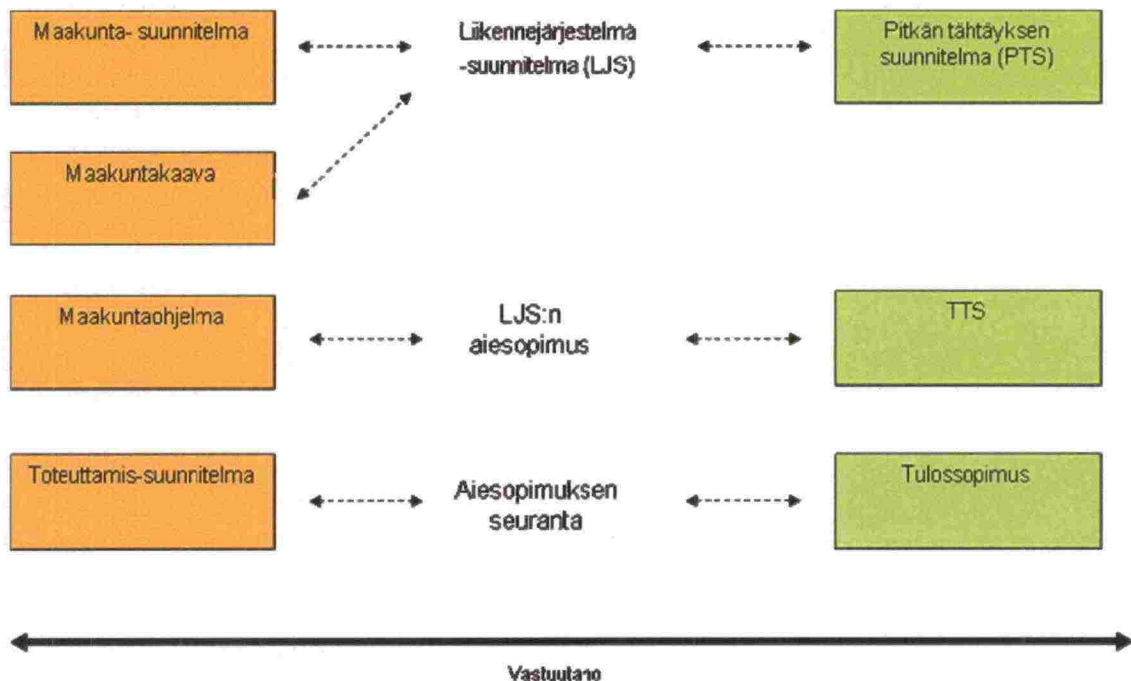 Maakunta- suunnitelma
Liikennejärjestelmä
-suunnitelma (LJS)
Pitkän tähtäyksen
suunnitelma (PTS)
Maakuntakaava
Maakuntaohjelma
LJS:n
aiesopimus
TTS
Toteuttamis-suunnitelma
Aiesopimuksen
seuranta
Tulossopimus